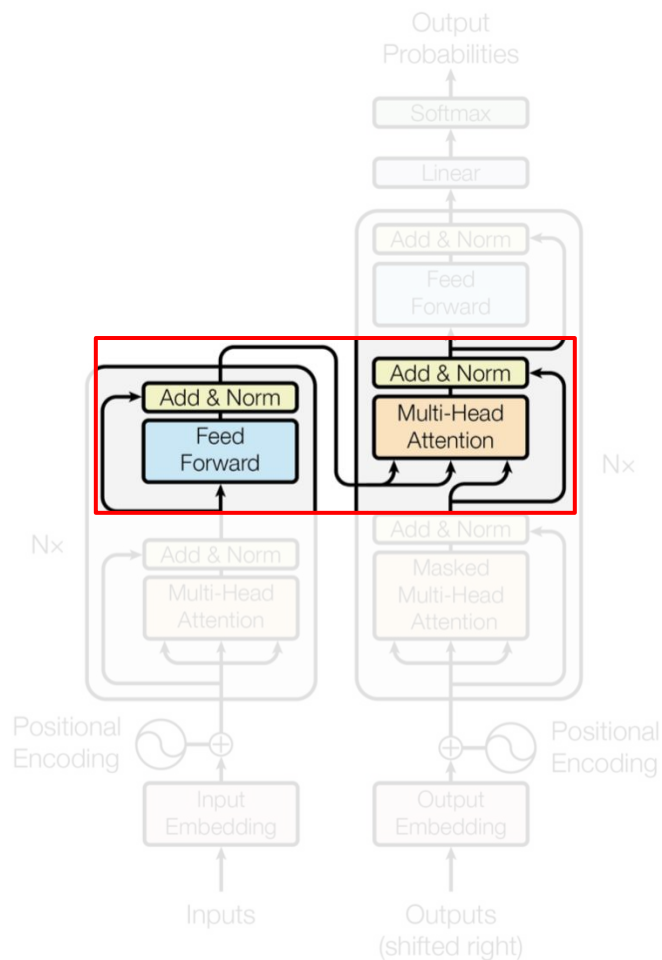 Output
Probabilities
Softmax
Linear
Add & Norm
Feed
Forward
Add & Norm
Multi-Head
Attention
Add & Norm
Feed
Forward
Nx
Add & Norm
Masked
Multi-Head
Attention
Nx
Add & Norm
Multi-Head
Attention
Positional
Encoding
Positional
Encoding
Input
Embedding
Output
Embedding
Inputs
Outputs
(shifted right)